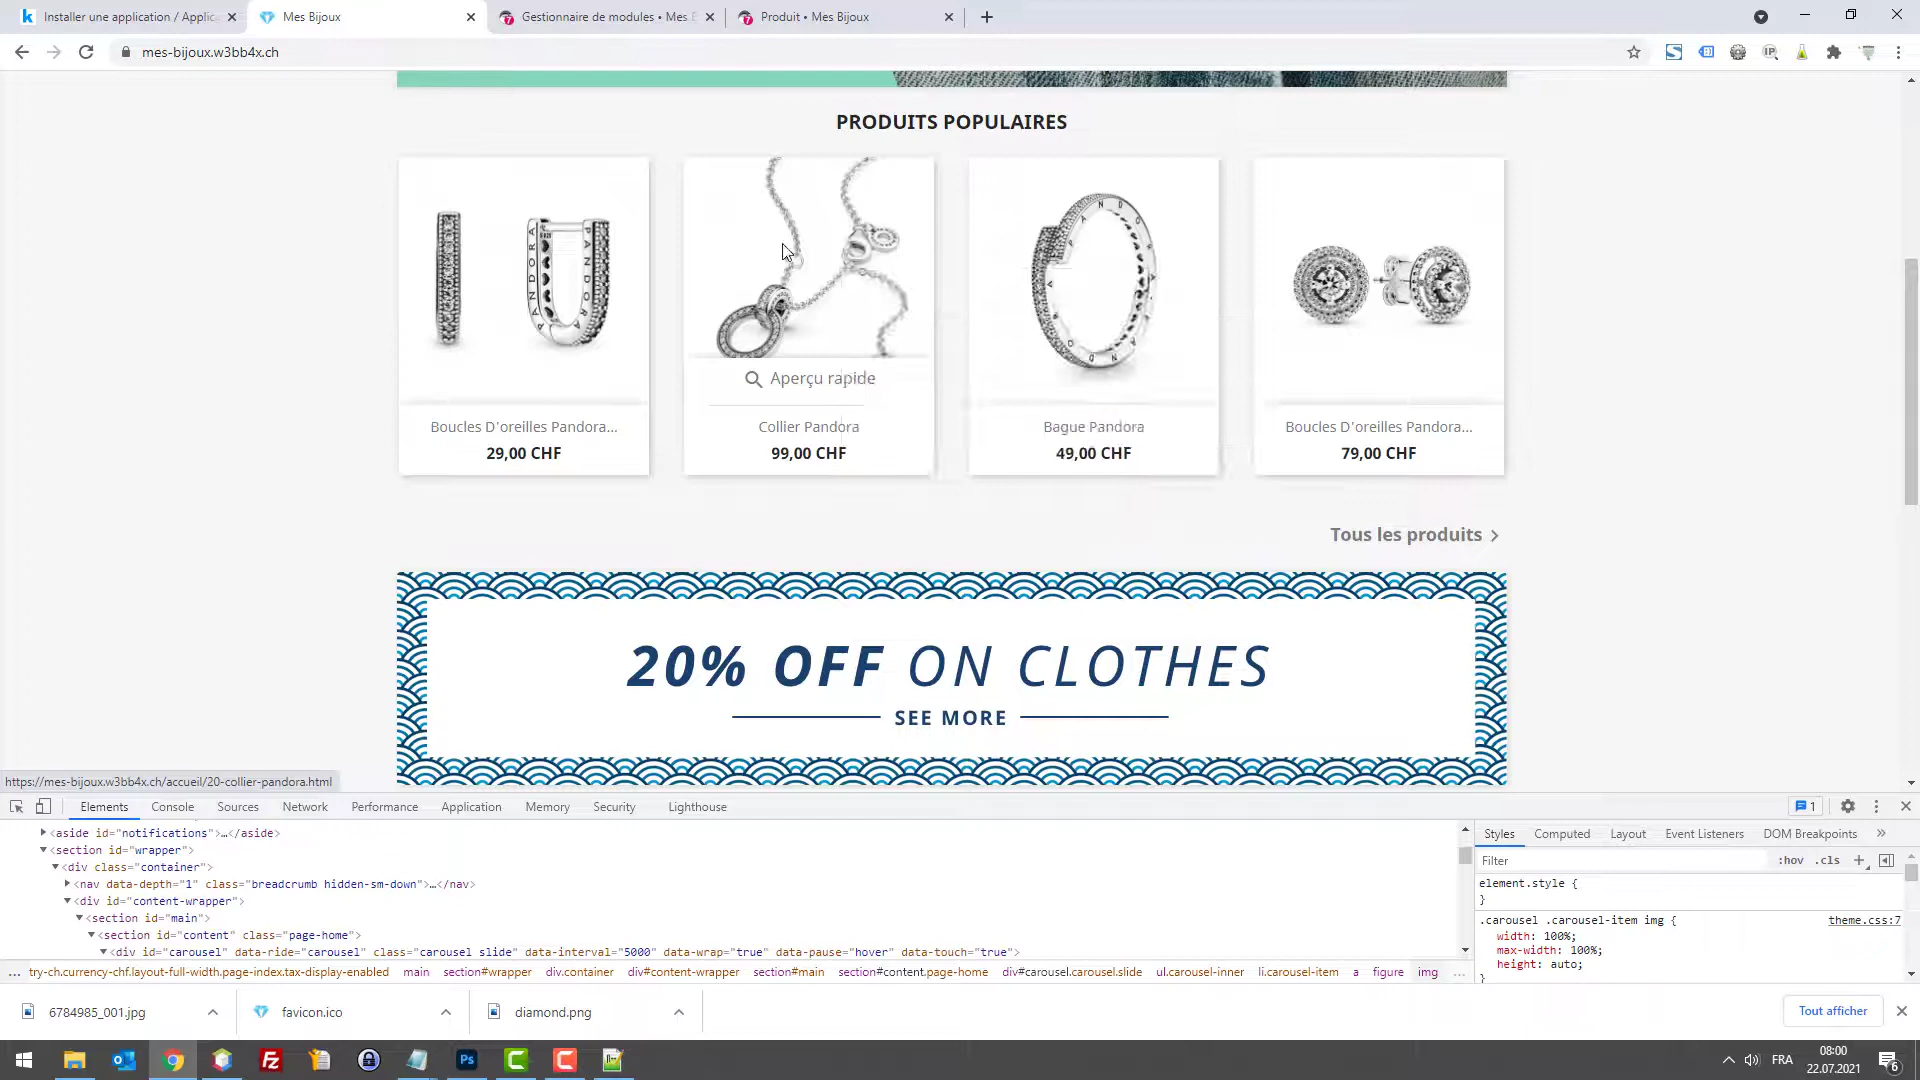 Installer une application / Applic
Mes Bijoux
Gestionnaire de modules • Mes B
Produit • Mes Bijoux
mes-bijoux.w3bb4x.ch
PRODUITS POPULAIRES
Aperçu rapide
Boucles D'oreilles Pandora...
29,00 CHF
Collier Pandora
99,00 CHF
Bague Pandora
49,00 CHF
Boucles D'oreilles Pandora...
79,00 CHF
Tous les produits
20% OFF ON CLOTHES
SEE MORE
https://mes-bijoux.w3bb4x.ch/accueil/20-collier-pandora.html
Elements Console Sources Network Performance Application Memory Security Lighthouse 1
<aside id="notifications">…</aside>
<section id="wrapper">
<div class="container">
<nav data-depth="1" class="breadcrumb hidden-sm-down">…</nav>
<div id="content-wrapper">
<section id="main">
<section id="content" class="page-home">
<div id="carousel" data-ride="carousel" class="carousel slide" data-interval="5000" data-wrap="true" data-pause="hover" data-touch="true">
... try-ch.currency-chf.layout-full-width.page-index.tax-display-enabled main section#wrapper div.container div#content-wrapper section#main section#content.page-home div#carousel.carousel.slide ul.carousel-inner li.carousel-item a figure img ...
Styles Computed Layout Event Listeners DOM Breakpoints »
Filter :hov .cls +
element.style {
}
.carousel .carousel-item img { theme.css:7
width: 100%;
max-width: 100%;
height: auto;
}
6784985_001.jpg
favicon.ico
diamond.png
Tout afficher
Ps
FRA
08:00
22.07.2021
6